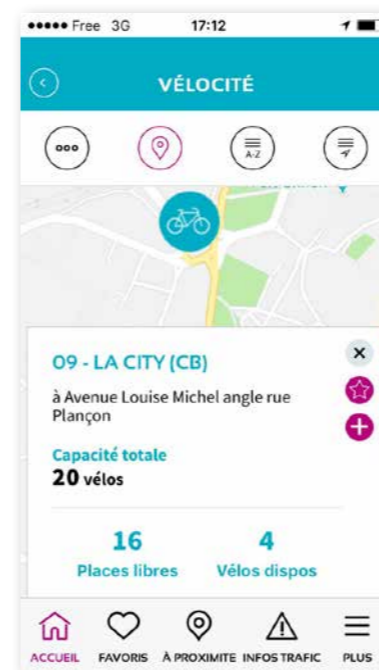 Free 3G 17:12
VÉLOCITÉ
A-Z
09 - LA CITY (CB)
à Avenue Louise Michel angle rue
Plançon
Capacité totale
20 vélos
16 4
Places libres Vélos dispos
ACCUEIL FAVORIS À PROXIMITE INFOS TRAFIC PLUS